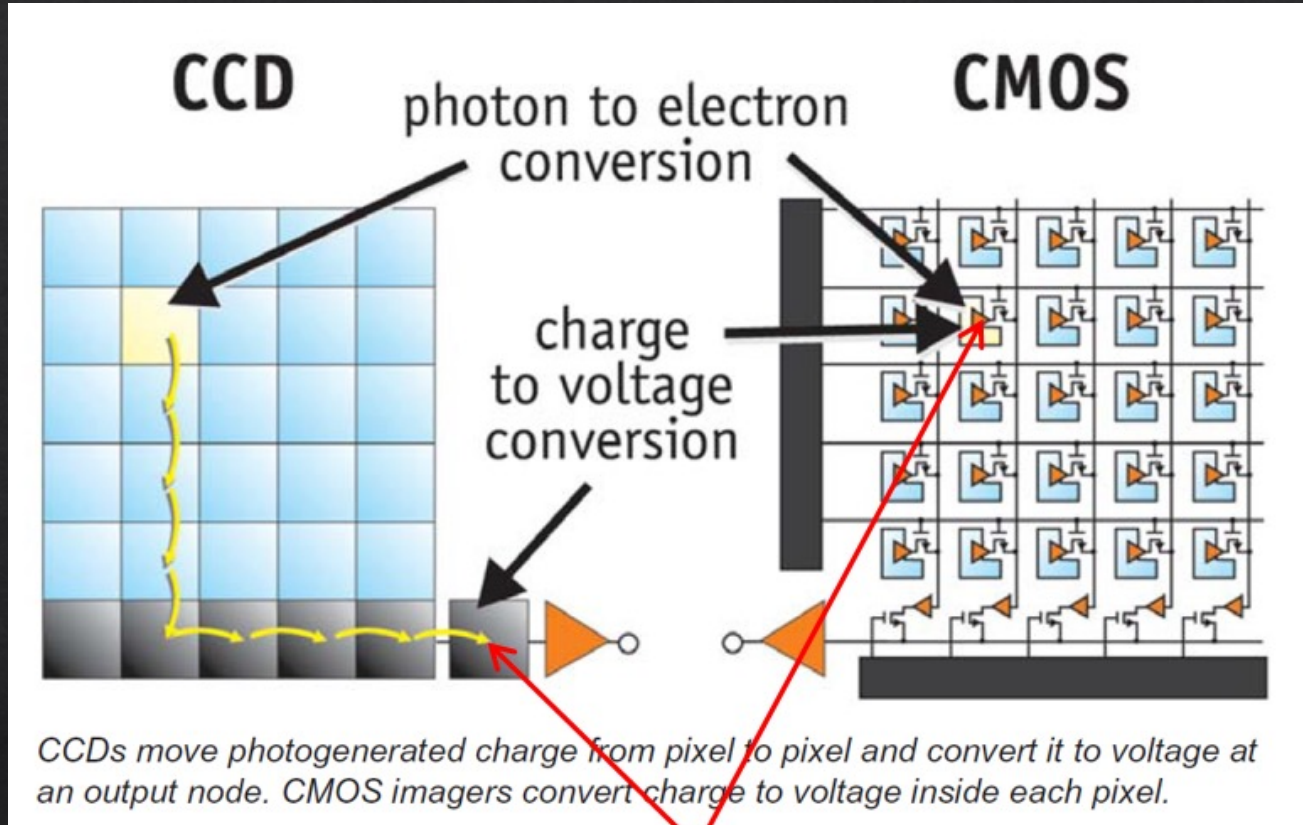 CCD
CMOS
photon to electron
conversion
charge
to voltage
conversion
CCDs move photogenerated charge from pixel to pixel and convert it to voltage at
an output node. CMOS imagers convert charge to voltage inside each pixel.